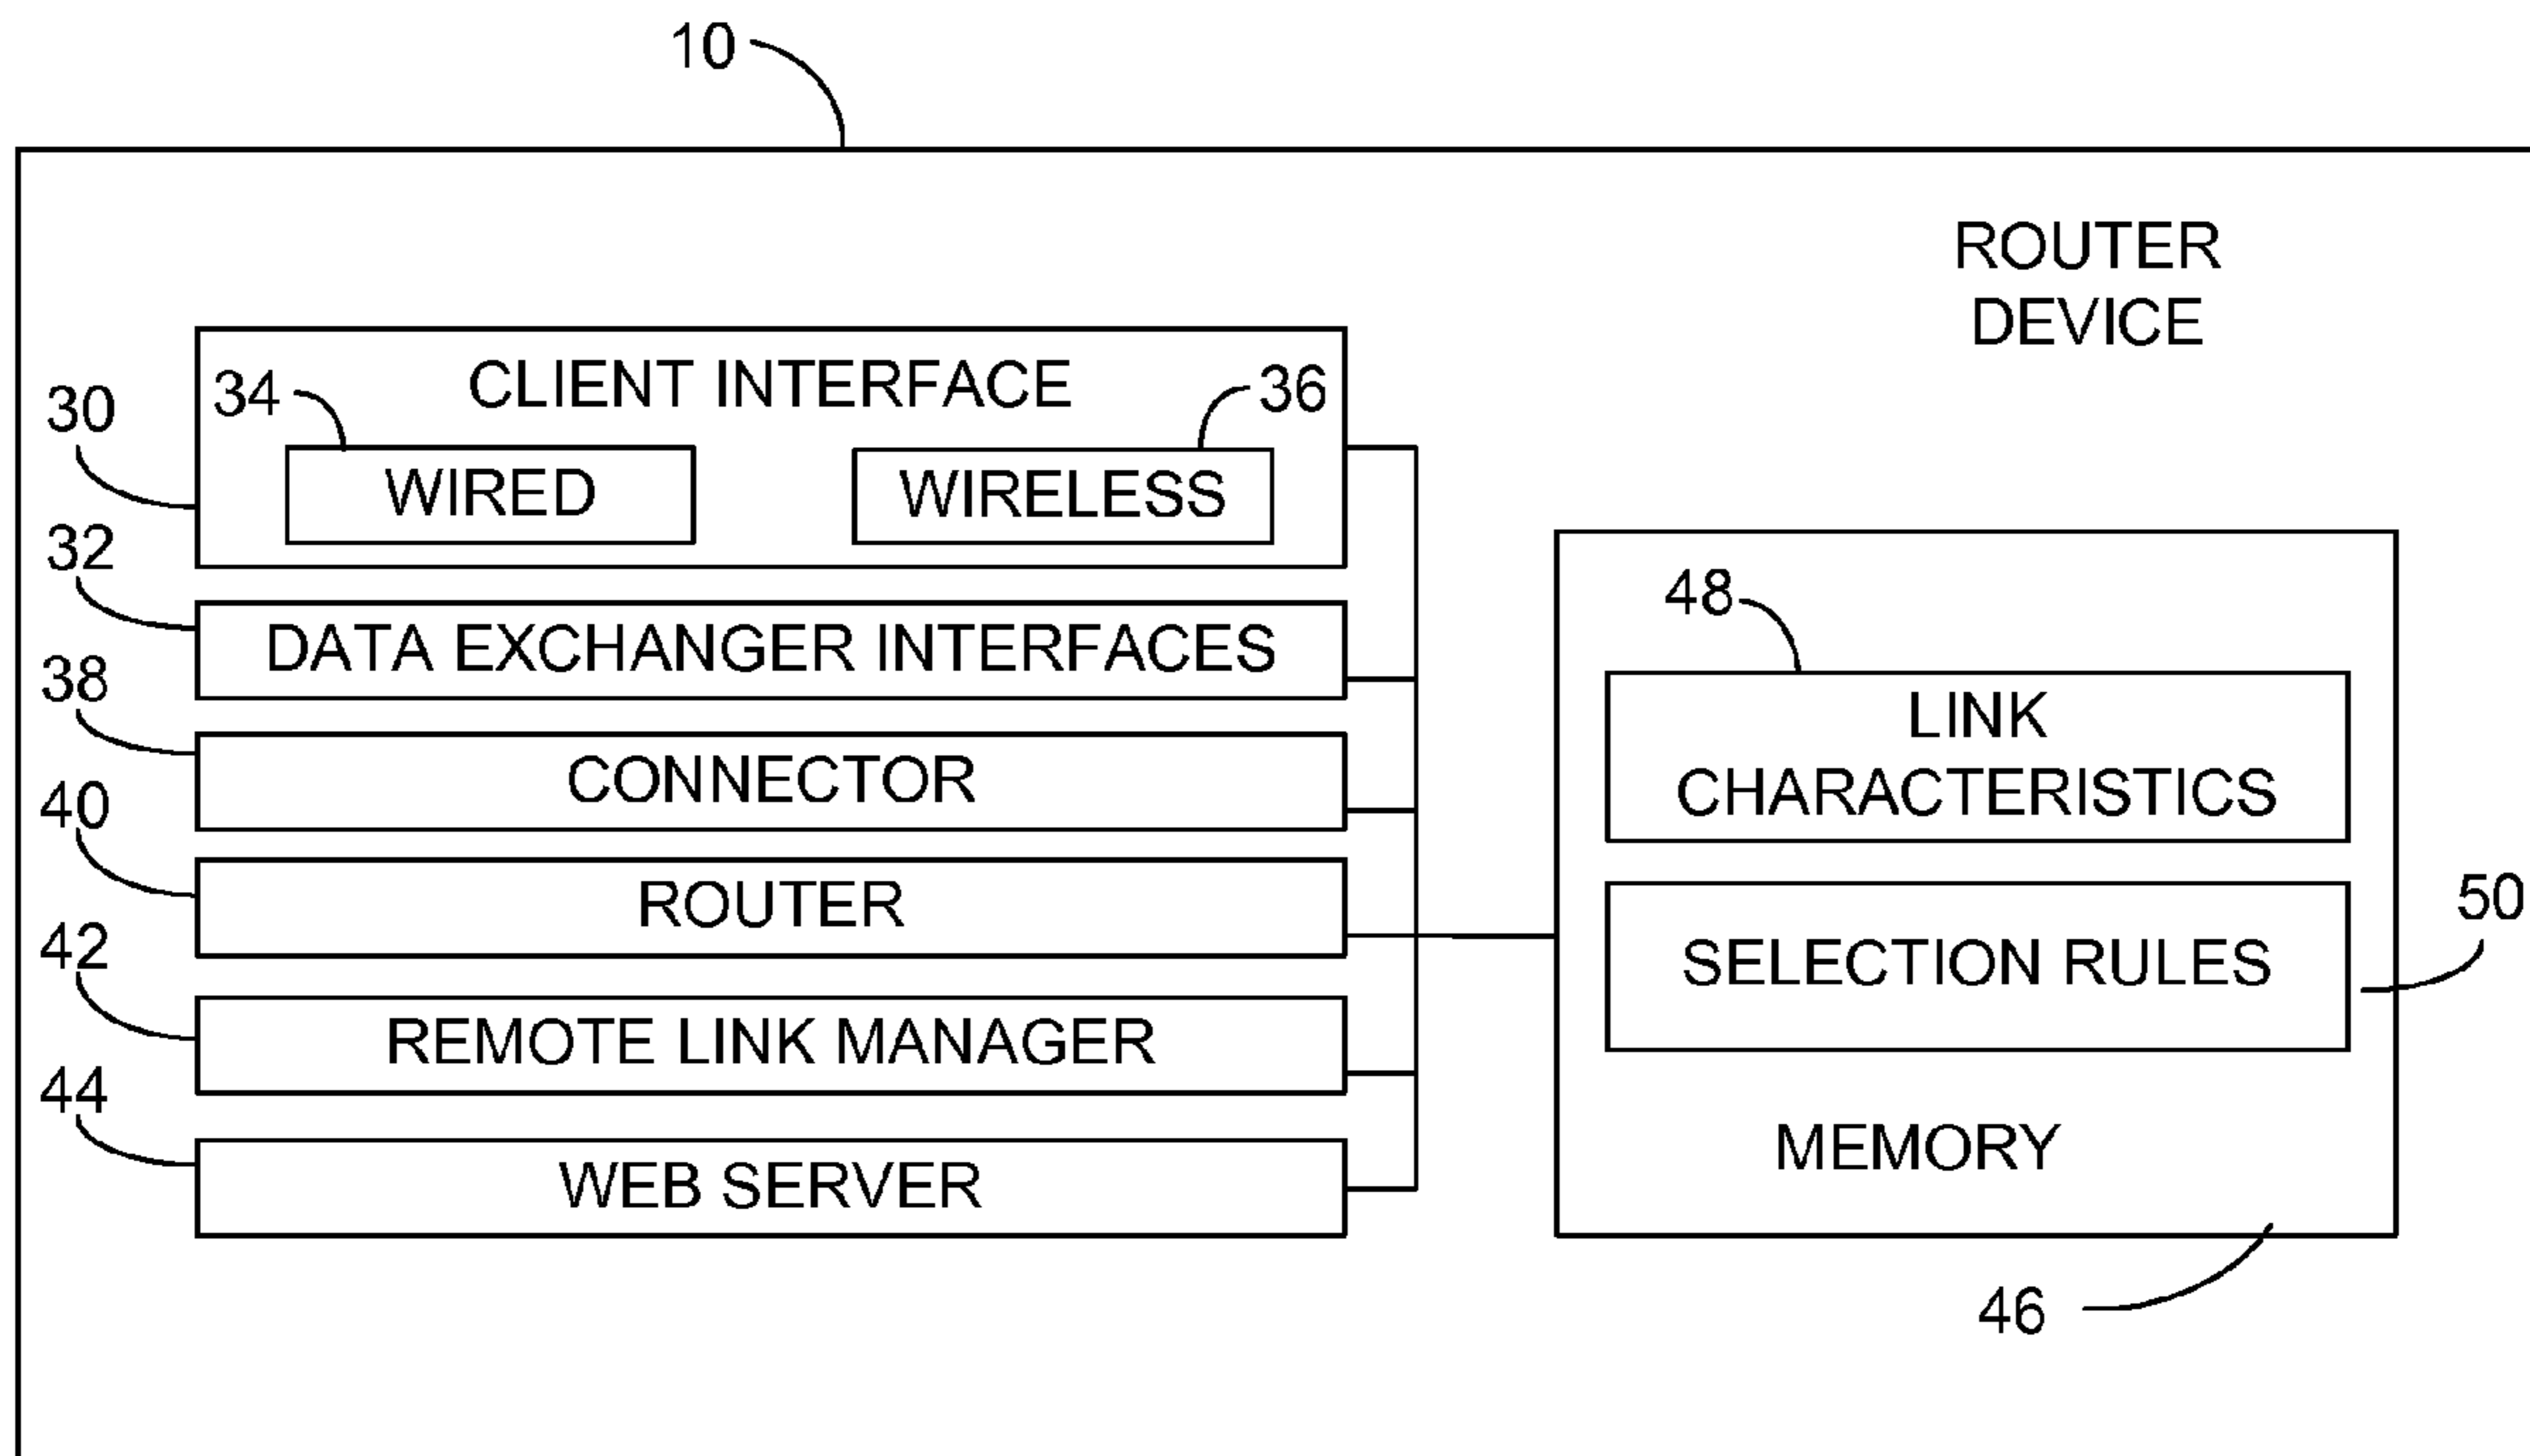 10
ROUTER
DEVICE
CLIENT INTERFACE
30
34
36
WIRED
WIRELESS
32
DATA EXCHANGER INTERFACES
38
CONNECTOR
40
ROUTER
42
REMOTE LINK MANAGER
44
WEB SERVER
48
LINK
CHARACTERISTICS
50
SELECTION RULES
MEMORY
46